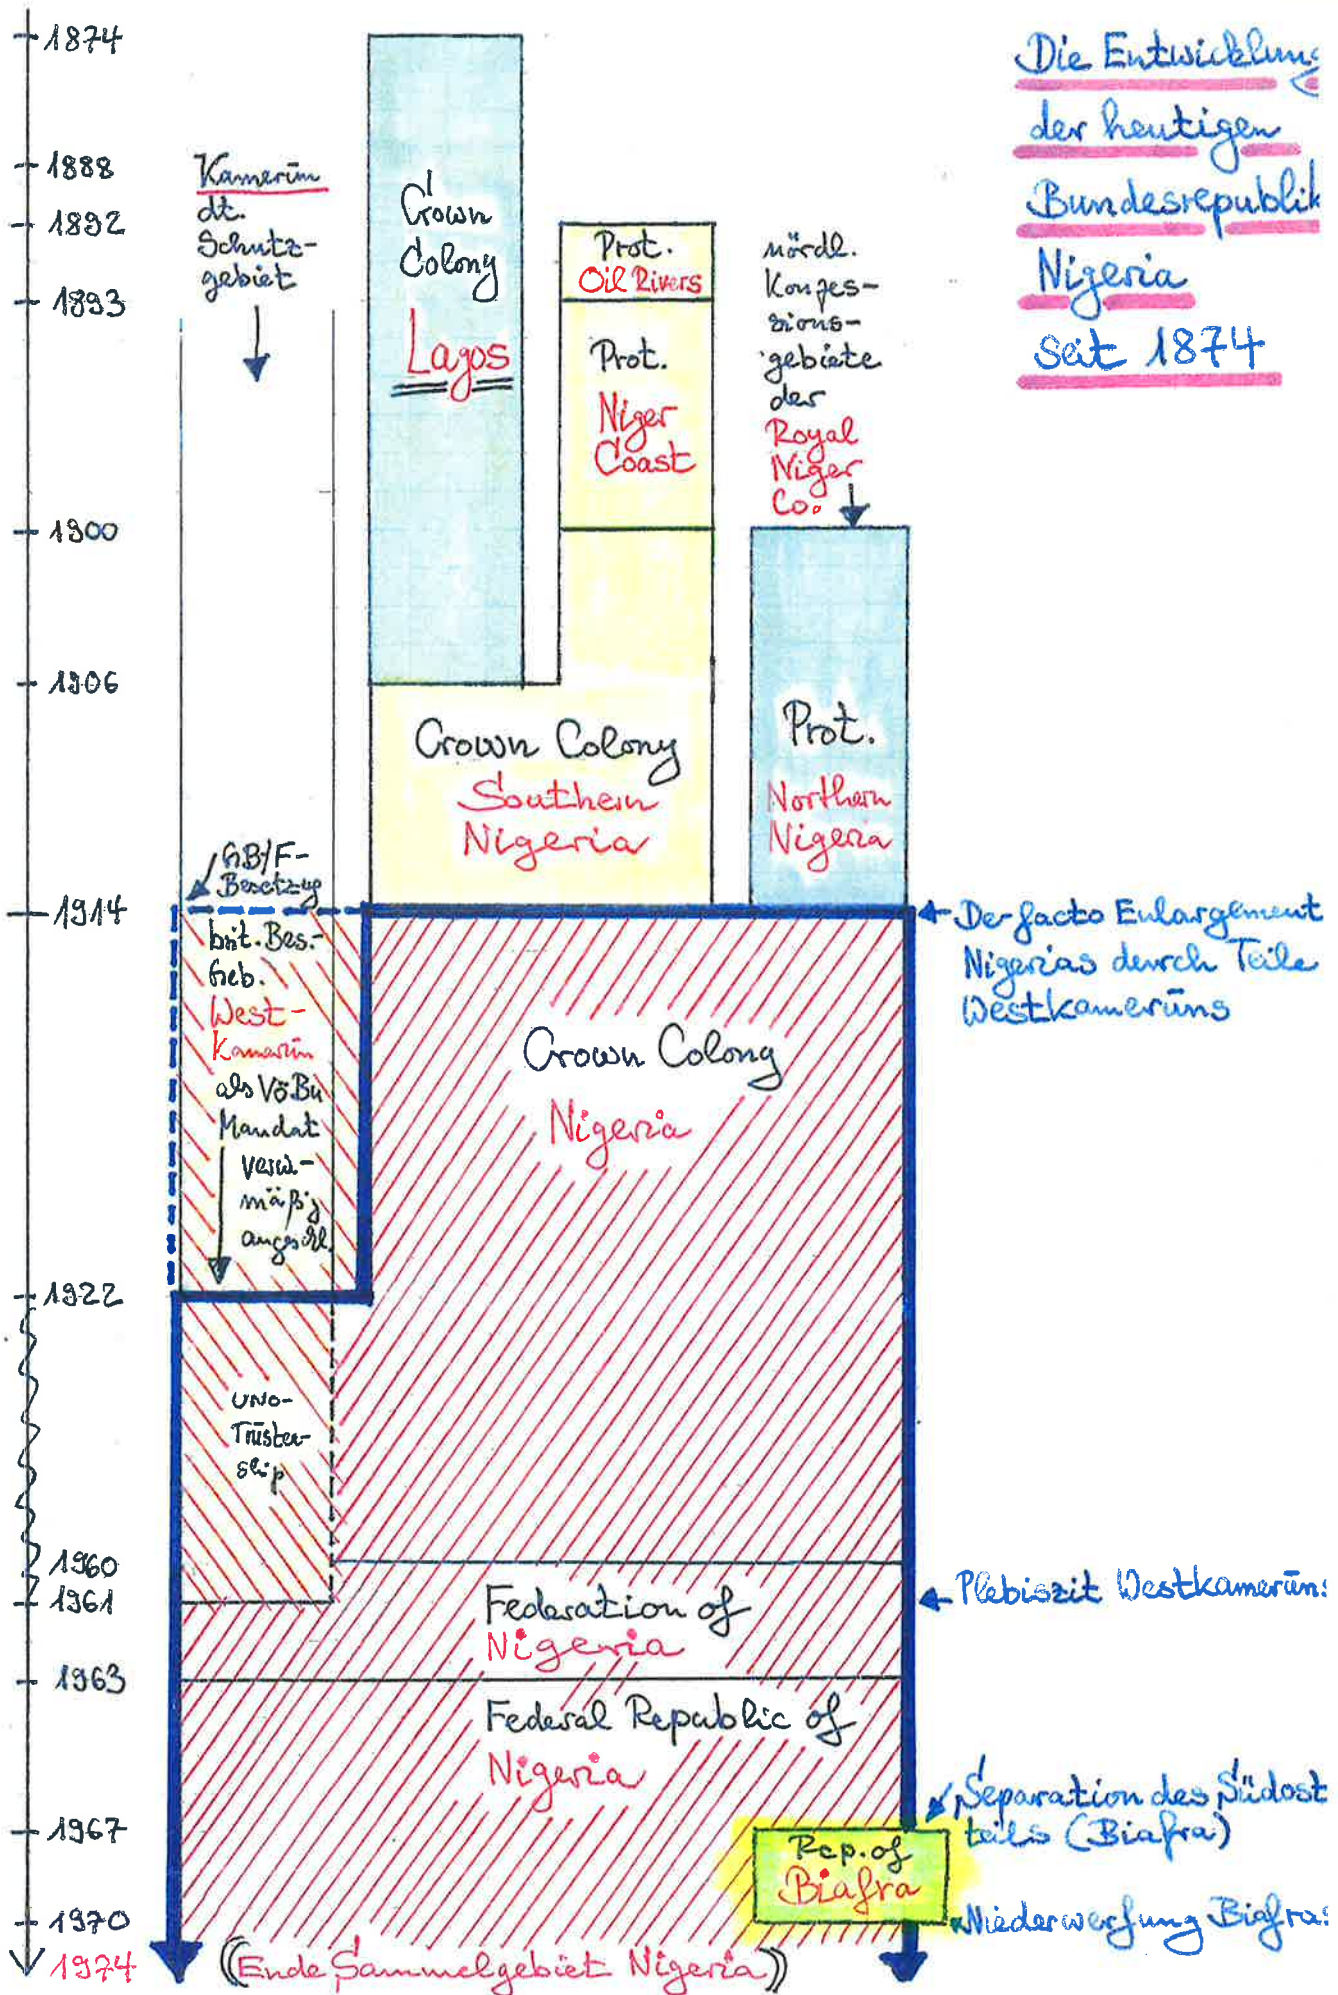 Die Entwicklung
der heutigen
Bundesrepublik
Nigeria
seit 1874
1874
1888
1892
1893
1900
1906
1914
1922
1960
1961
1963
1967
1970
1974
Kamerun
dt.
Schutz-
gebiet
Crown
Colony
Lagos
Prot.
Oil Rivers
Prot.
Niger
Coast
nördl.
Konzes-
sions-
gebiete
der
Royal
Niger
Co.
Crown Colony
Southern
Nigeria
Prot.
Northern
Nigeria
GB/F-
Besetzg
brit. Bes.-
Geb.
West-
Kamerun
als VöBu
Mandat
verw.-
mäßig
De-facto Enlargement
Nigerias durch Teile
Westkameruns
Crown Colony
Nigeria
UNO-
Trustee-
ship
Federation of
Nigeria
Plebiszit Westkameruns
Federal Republic of
Nigeria
Separation des Südost
teils (Biafra)
Rep. of
Biafra
Niederwerfung Biafras
((Ende Sammelgebiet Nigeria))